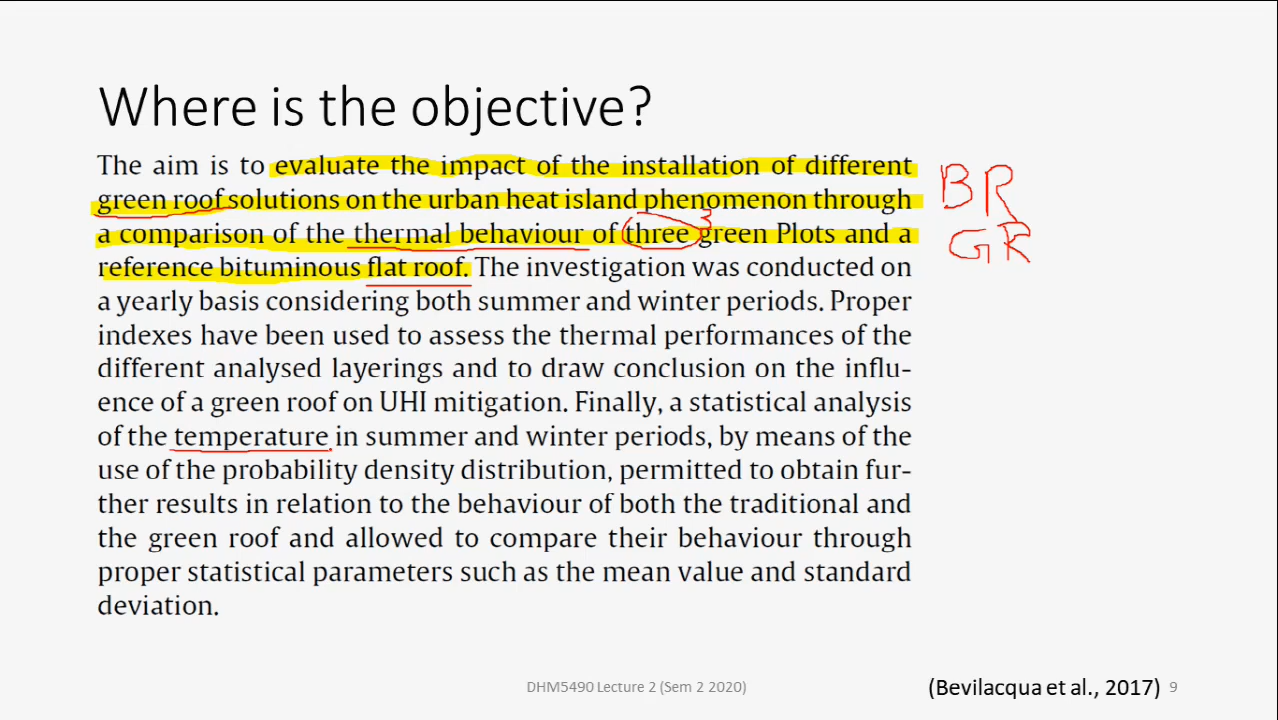 Where is the objective?
The aim is to evaluate the impact of the installation of different
green roof solutions on the urban heat island phenomenon through
a comparison of the thermal behaviour of three green Plots and a
reference bituminous flat roof. The investigation was conducted on
a yearly basis considering both summer and winter periods. Proper
indexes have been used to assess the thermal performances of the
different analysed layerings and to draw conclusion on the influ-
ence of a green roof on UHI mitigation. Finally, a statistical analysis
of the temperature in summer and winter periods, by means of the
use of the probability density distribution, permitted to obtain fur-
ther results in relation to the behaviour of both the traditional and
the green roof and allowed to compare their behaviour through
proper statistical parameters such as the mean value and standard
deviation.
BR
GR
3
DHM5490 Lecture 2 (Sem 2 2020)
(Bevilacqua et al., 2017) 9